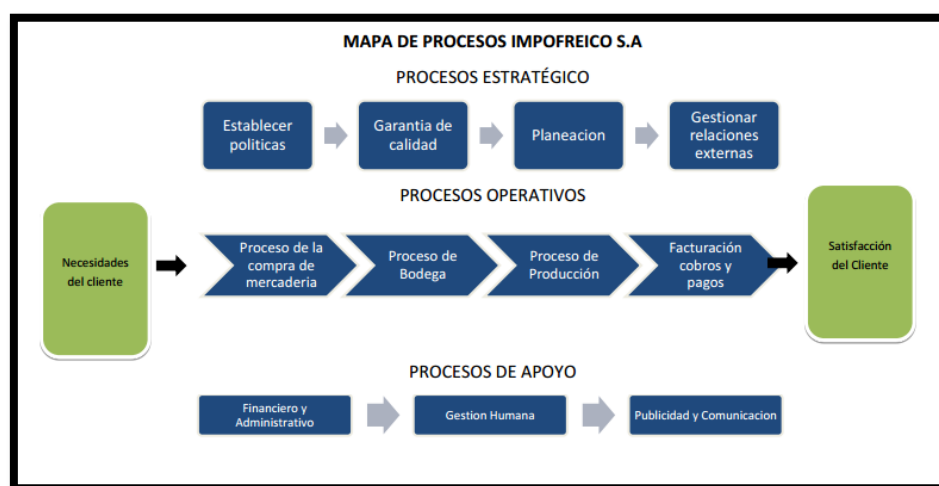 MAPA DE PROCESOS IMPOFREICO S.A
PROCESOS ESTRATÉGICO
Establecer
politicas
Garantia de
calidad
Planeacion
Gestionar
relaciones
externas
PROCESOS OPERATIVOS
Necesidades
del cliente
Proceso de la
compra de
mercaderia
Proceso de
Bodega
Proceso de
Producción
Facturación
cobros y
pagos
Satisfacción
del Cliente
PROCESOS DE APOYO
Financiero y
Administrativo
Gestion Humana
Publicidad y Comunicacion